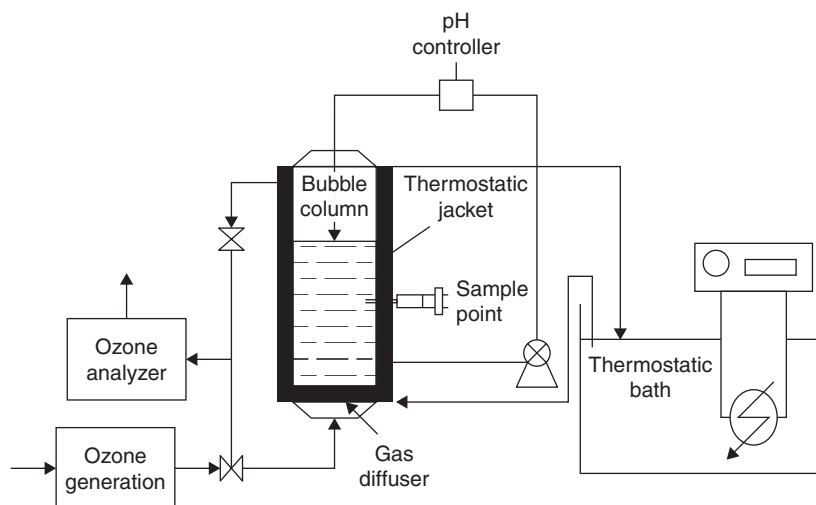 pH
controller
Bubble
column
Thermostatic
jacket
Sample
point
Ozone
analyzer
Thermostatic
bath
Ozone
generation
Gas
diffuser